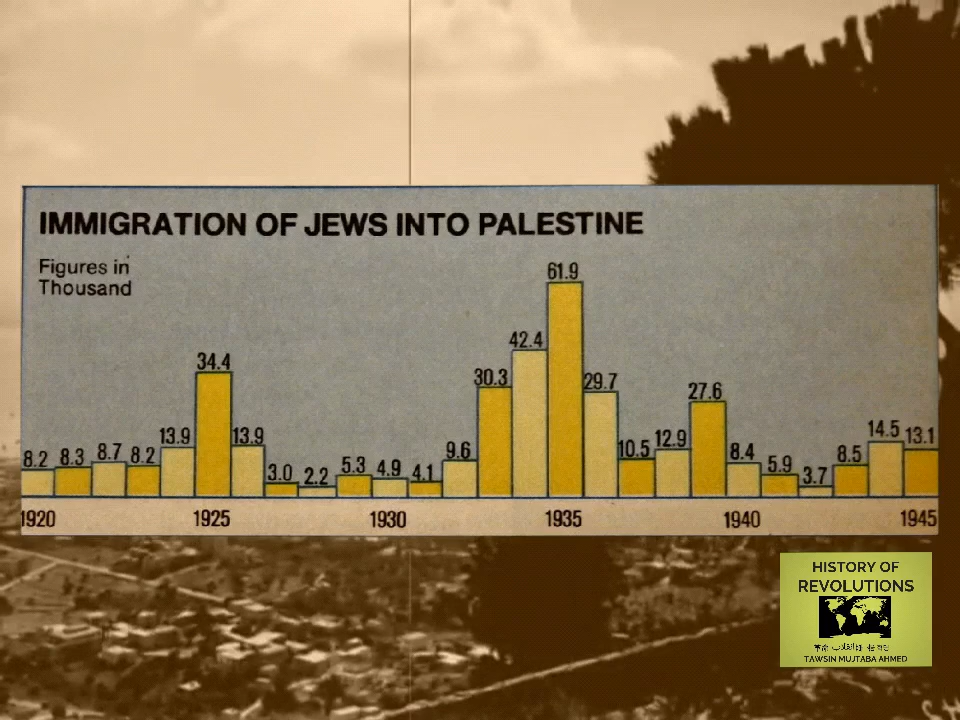 IMMIGRATION OF JEWS INTO PALESTINE
Figures in
Thousand
8.2 8.3 8.7 8.2 13.9 34.4 13.9 3.0 2.2 5.3 4.9 4.1 9.6 30.3 42.4 61.9 29.7 10.5 12.9 27.6 8.4 5.9 3.7 8.5 14.5 13.1
1920 1925 1930 1935 1940 1945
HISTORY OF
REVOLUTIONS
TAWSIN MUJTABA AHMED